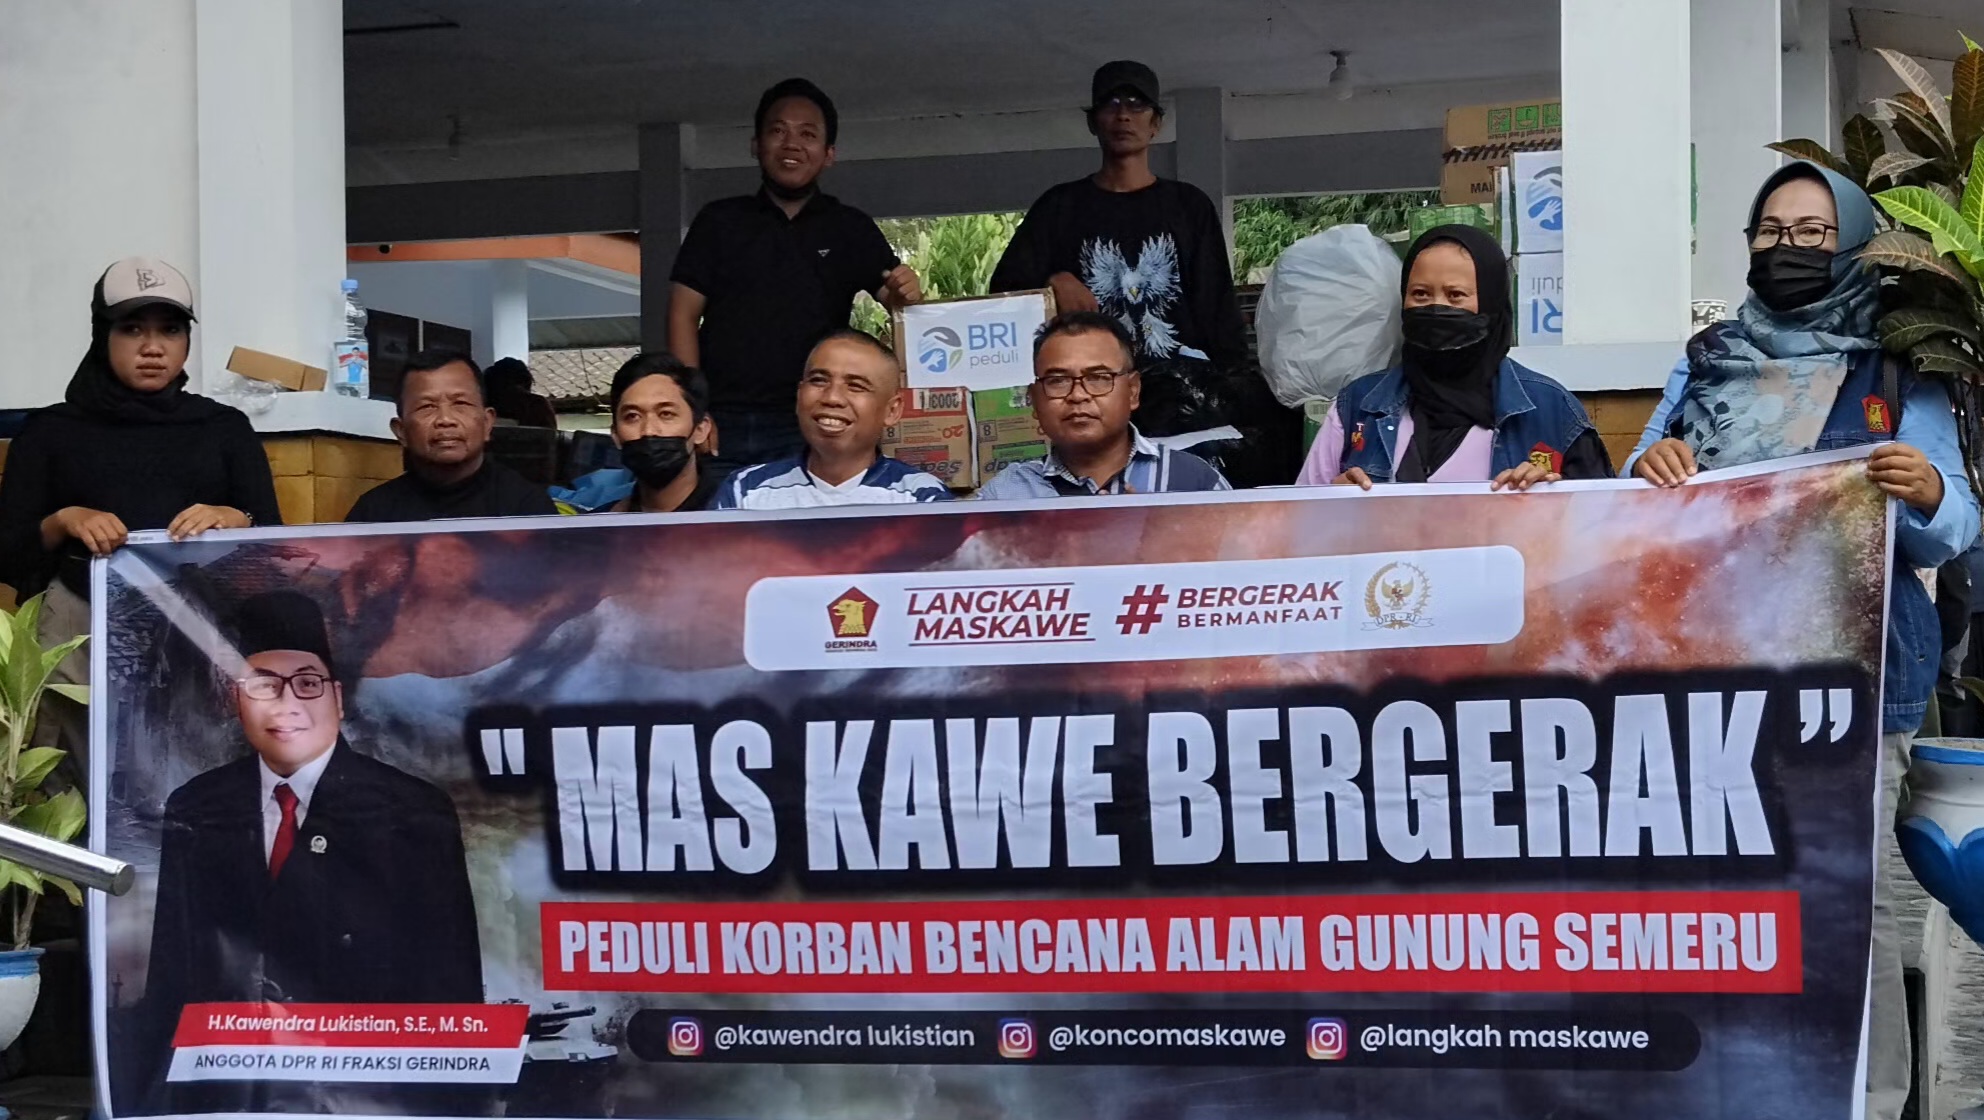 BRI
peduli
GERINDRA
LANGKAH
MASKAWE
#BERGERAK
BERMANFAAT
DPR - RI
"MAS KAWE BERGERAK"
PEDULI KORBAN BENCANA ALAM GUNUNG SEMERU
H.Kawendra Lukistian, S.E., M. Sn.
ANGGOTA DPR RI FRAKSI GERINDRA
@kawendra lukistian @koncomaskawe @langkah maskawe